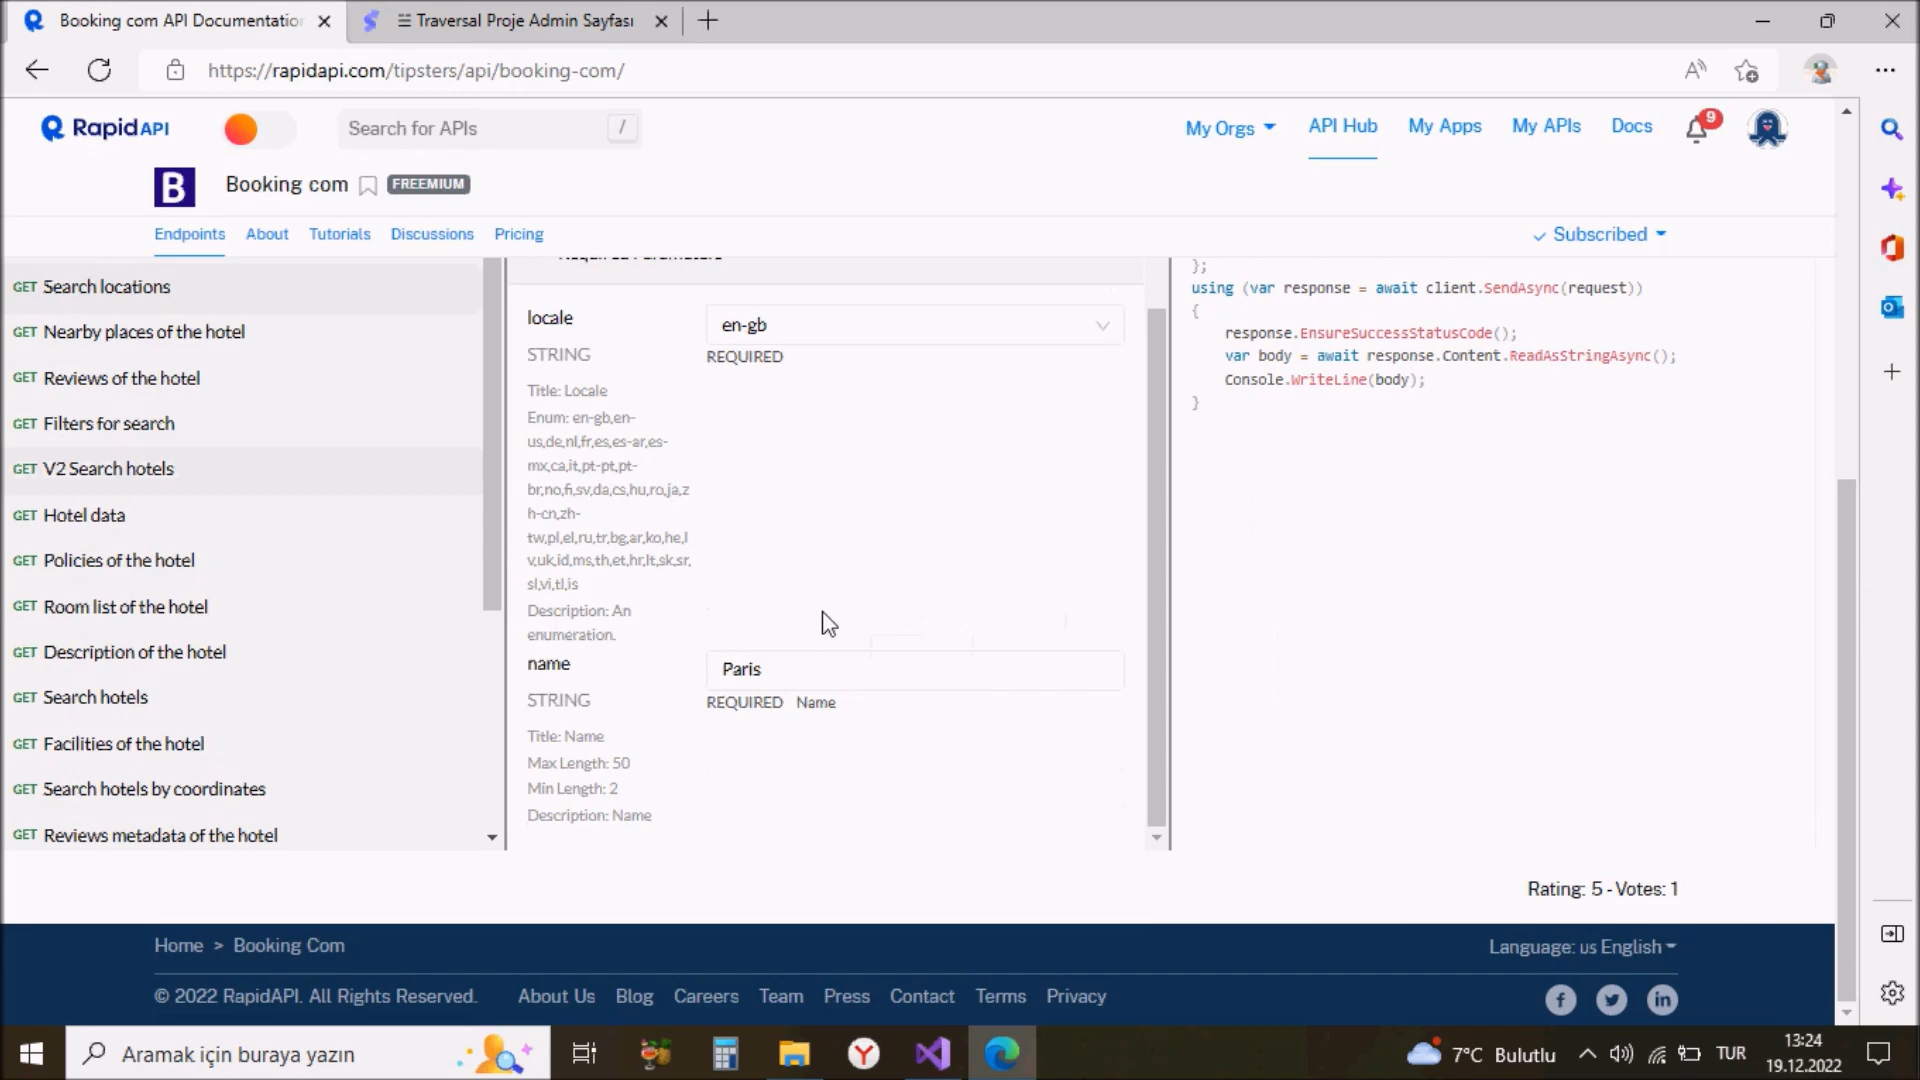 Booking com API Documentation
Traversal Proje Admin Sayfası
https://rapidapi.com/tipsters/api/booking-com/
RapidAPI
Search for APIs
/
My Orgs
API Hub
My Apps
My APIs
Docs
9
B
Booking com
FREEMIUM
Endpoints
About
Tutorials
Discussions
Pricing
Subscribed
GET Search locations
GET Nearby places of the hotel
GET Reviews of the hotel
GET Filters for search
GET V2 Search hotels
GET Hotel data
GET Policies of the hotel
GET Room list of the hotel
GET Description of the hotel
GET Search hotels
GET Facilities of the hotel
GET Search hotels by coordinates
GET Reviews metadata of the hotel
Required Parameters
locale
en-gb
STRING
REQUIRED
Title: Locale
Enum: en-gb,en-
us,de,nl,fr,es,es-ar,es-
mx,ca,it,pt-pt,pt-
br,no,fi,sv,da,cs,hu,ro,ja,z
h-cn,zh-
tw,pl,el,ru,tr,bg,ar,ko,he,l
v,uk,id,ms,th,et,hr,lt,sk,sr,
sl,vi,tl,is
Description: An
enumeration.
name
Paris
STRING
REQUIRED Name
Title: Name
Max Length: 50
Min Length: 2
Description: Name
};
using (var response = await client.SendAsync(request))
{
response.EnsureSuccessStatusCode();
var body = await response.Content.ReadAsStringAsync();
Console.WriteLine(body);
}
Rating: 5 - Votes: 1
Home > Booking Com
Language: us English
© 2022 RapidAPI. All Rights Reserved.
About Us
Blog
Careers
Team
Press
Contact
Terms
Privacy
Aramak için buraya yazın
7°C Bulutlu
TUR
13:24
19.12.2022